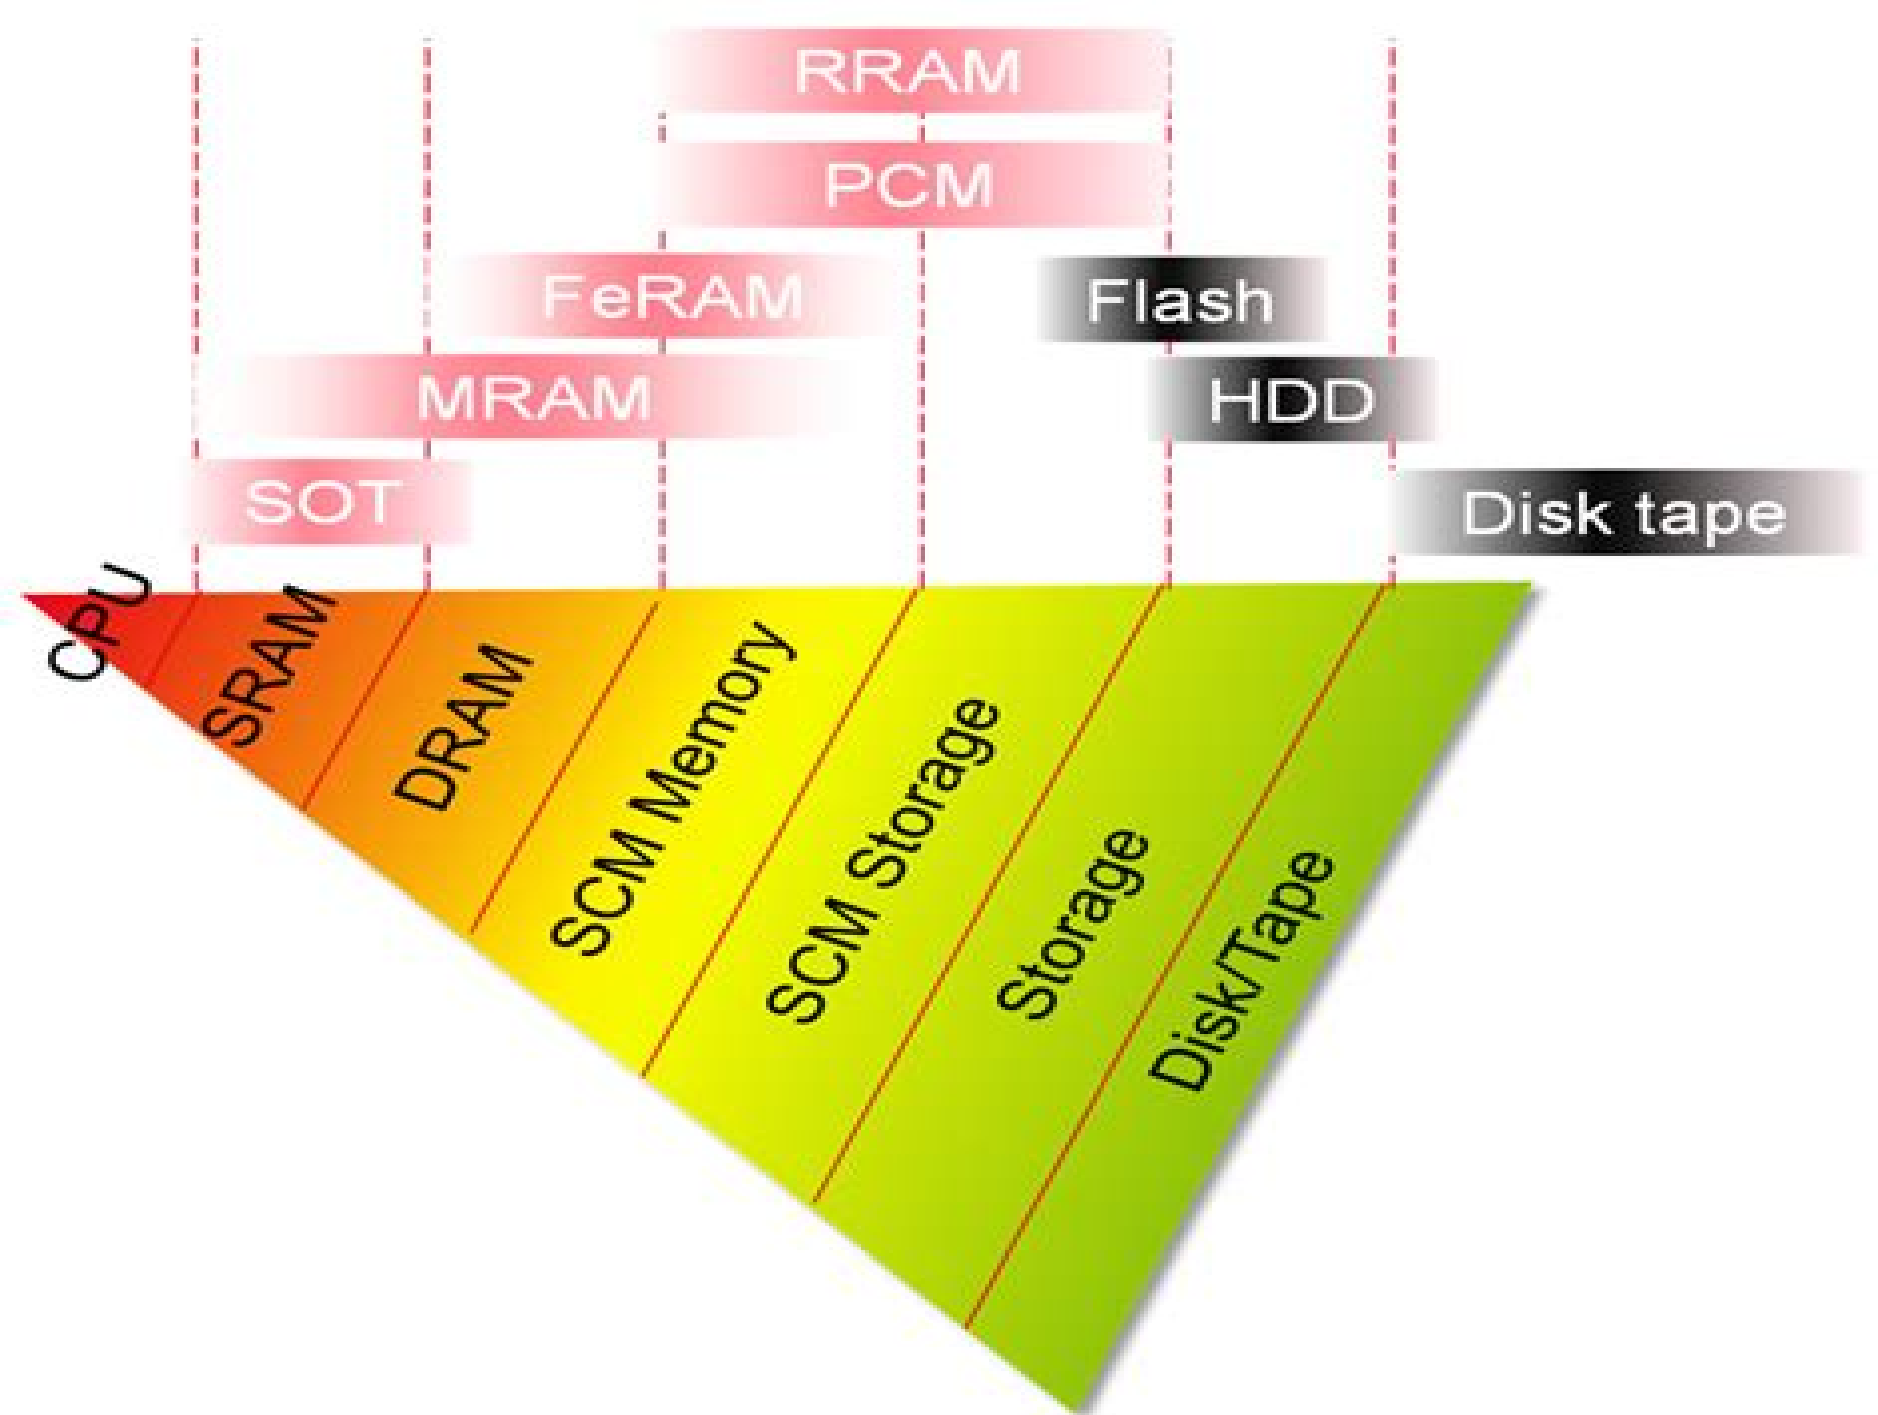 RRAM
PCM
FeRAM
Flash
MRAM
HDD
SOT
Disk tape
CPU
SRAM
DRAM
SCM Memory
SCM Storage
Storage
Disk/Tape